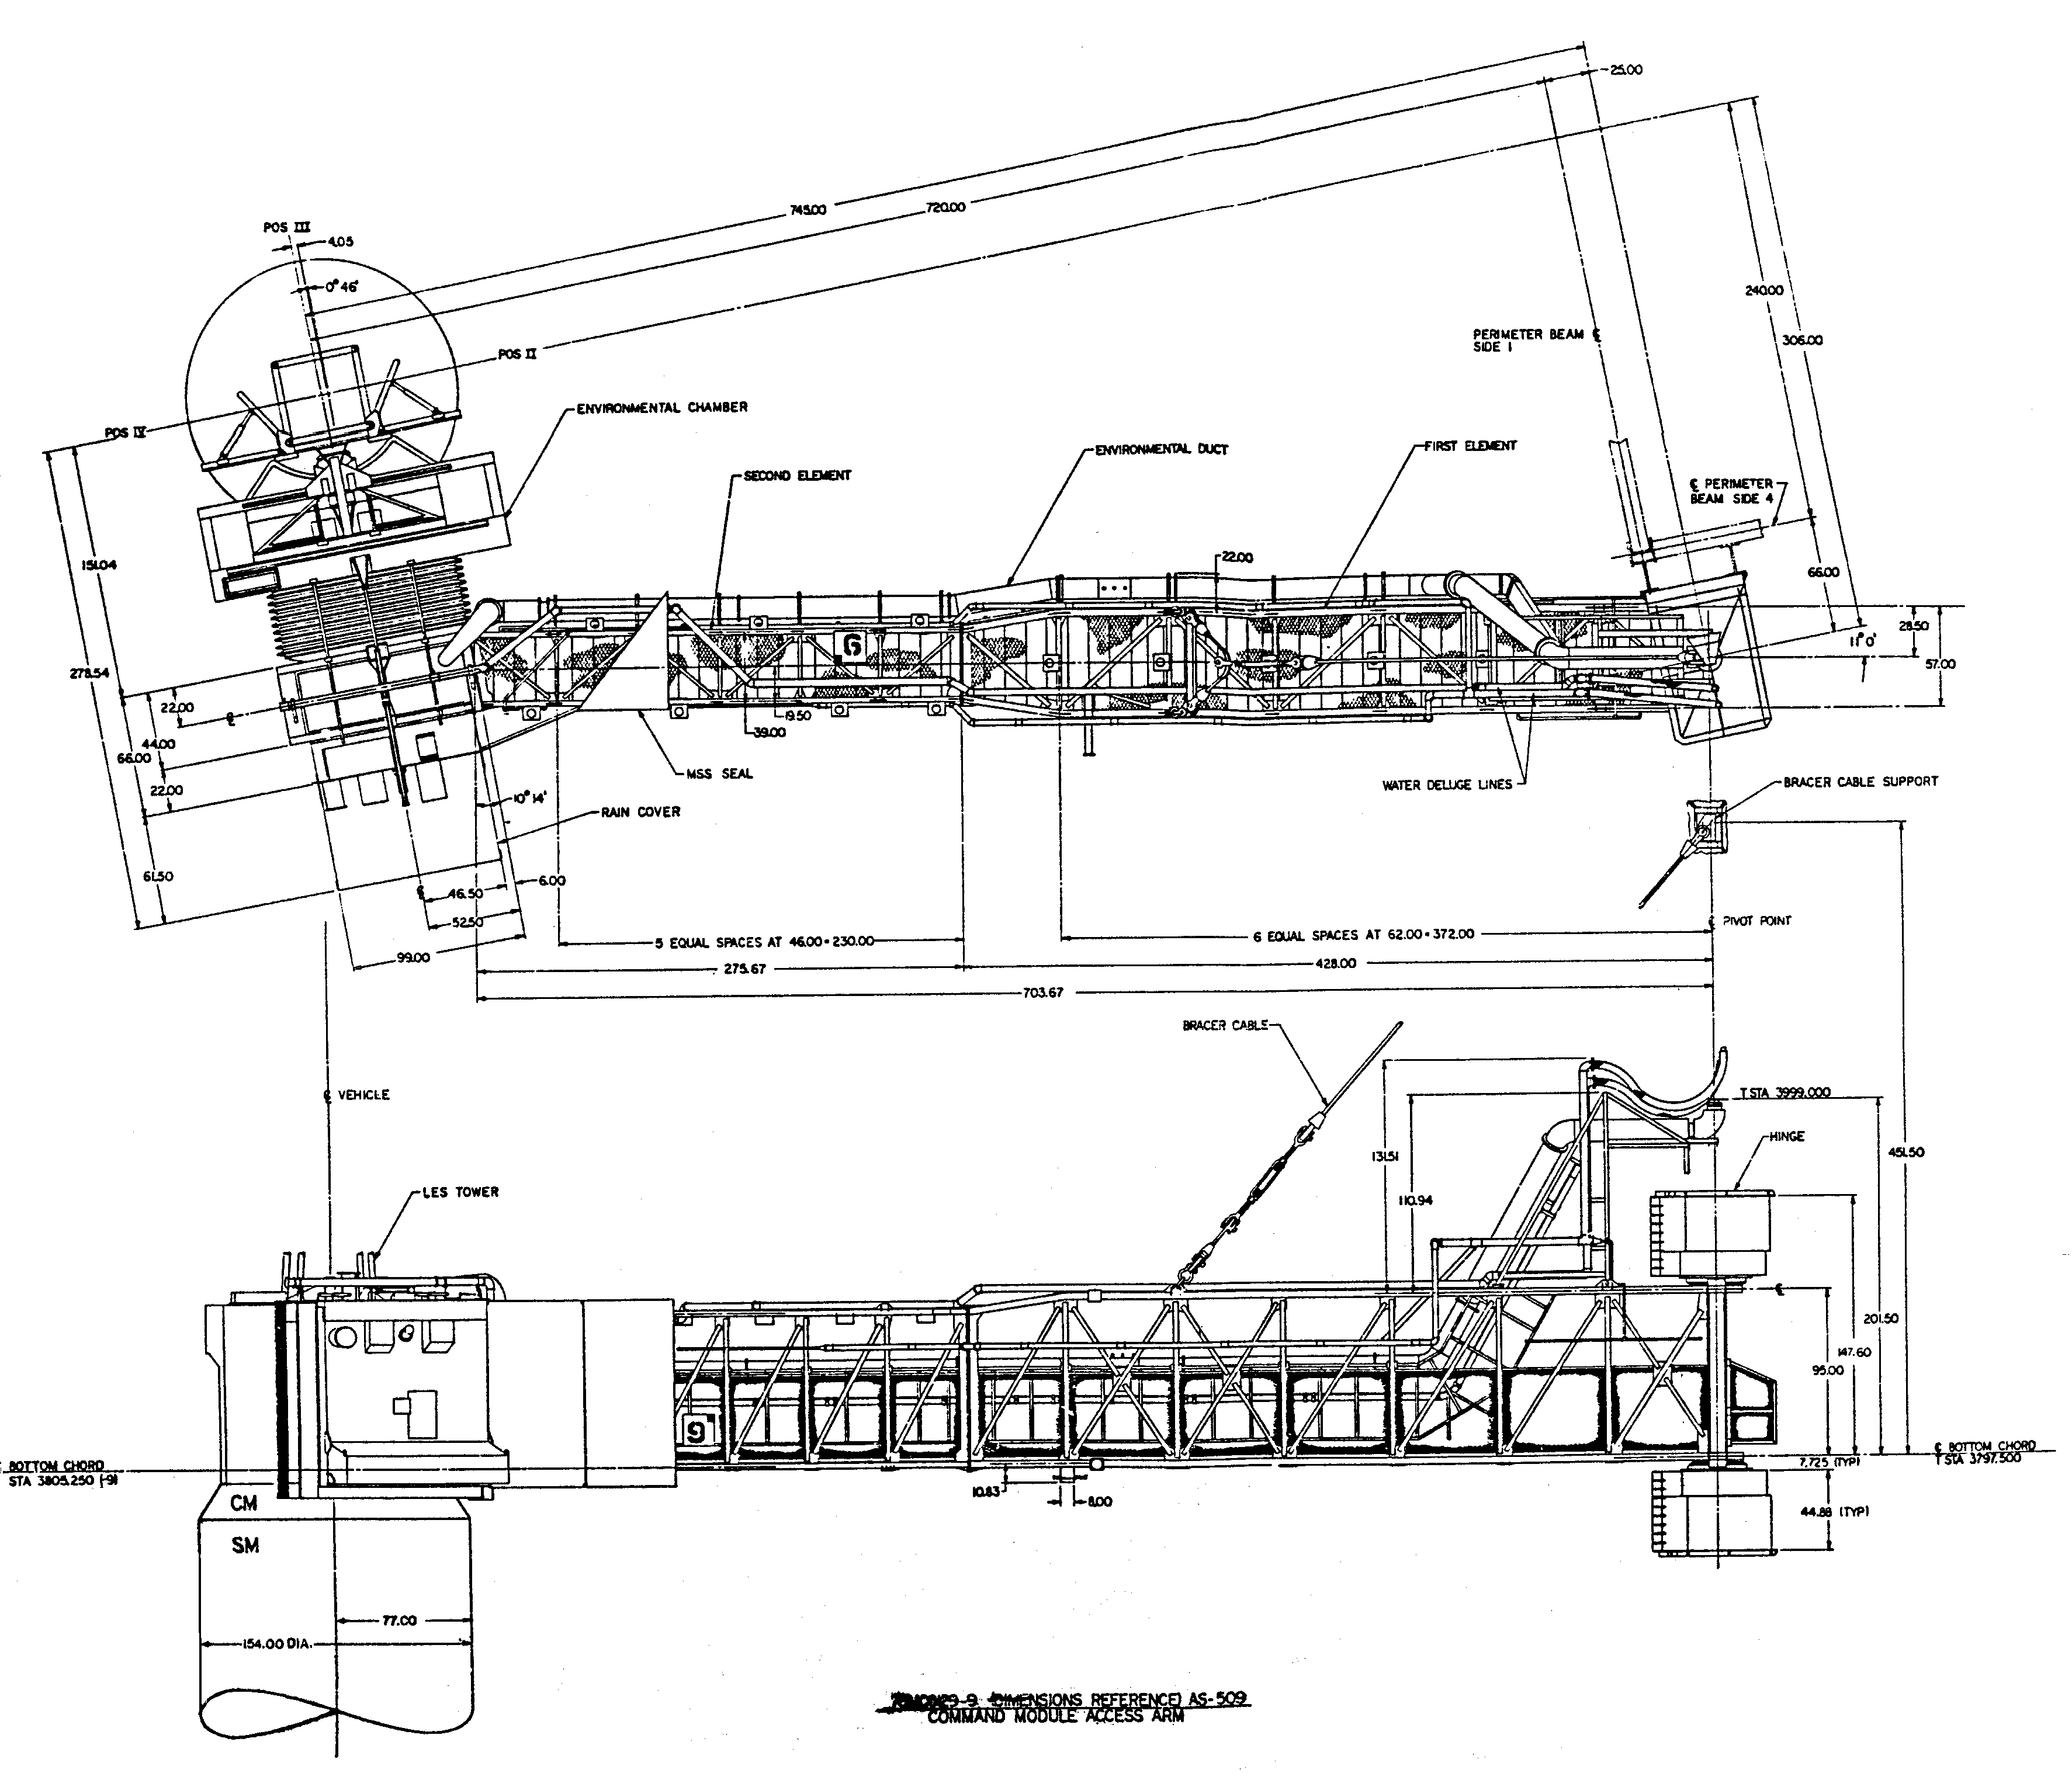 25.00
745.00
720.00
POS III
4.05
0° 46'
240.00
306.00
PERIMETER BEAM ℄
SIDE 1
POS II
POS IV
ENVIRONMENTAL CHAMBER
ENVIRONMENTAL DUCT
FIRST ELEMENT
SECOND ELEMENT
℄ PERIMETER
BEAM SIDE 4
151.04
22.00
66.00
28.50
11° 0'
57.00
9
278.54
22.00
℄
44.00
66.00
22.00
19.50
39.00
MSS SEAL
WATER DELUGE LINES
BRACER CABLE SUPPORT
10° 14'
RAIN COVER
61.50
℄
46.50
6.00
52.50
99.00
℄ PIVOT POINT
5 EQUAL SPACES AT 46.00=230.00
6 EQUAL SPACES AT 62.00=372.00
275.67
428.00
703.67
BRACER CABLE
℄ VEHICLE
T STA 3999.000
HINGE
131.51
451.50
LES TOWER
110.94
℄
201.50
147.60
95.00
9
℄ BOTTOM CHORD
T STA 3797.500
7.725 (TYP)
BOTTOM CHORD
STA 3805.250 (-9)
10.83
8.00
44.88 (TYP)
CM
SM
77.00
154.00 DIA.
(DIMENSIONS REFERENCE) AS-509
COMMAND MODULE ACCESS ARM